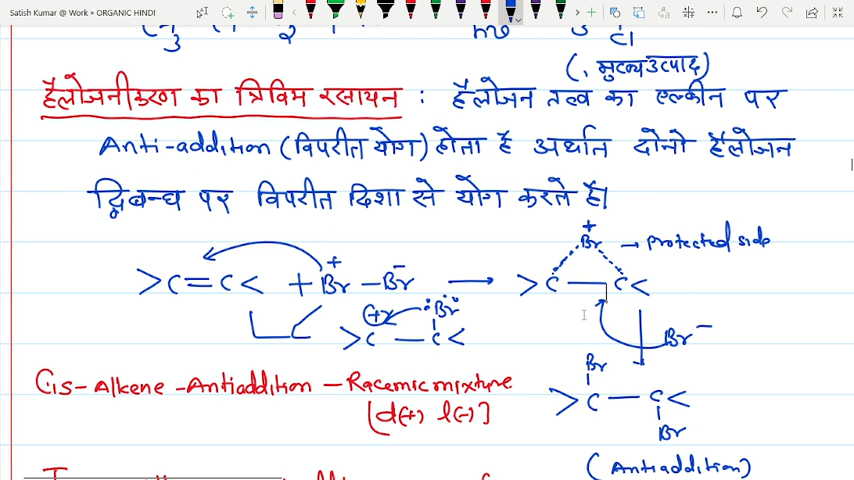 Satish Kumar @ Work » ORGANIC HINDI
(, मुख्य उत्पाद)
हैलोजनीकरण का त्रिविम रसायन : हैलोजन तत्व का एल्कीन पर
Anti-addition (विपरीत योग) होता है अर्थात दोनो हैलोजन
द्विबन्ध पर विपरीत दिशा से योग करते है।
>C=C< + Br⁺ — Br⁻ → >C — C<
Br⁺ → Protected side
>C⁺ — C<
:Br:
Br⁻
Cis-Alkene-Antiaddition-Racemic mixture
[d(+) l(-)]
Br
>C — C<
Br
(Antiaddition)